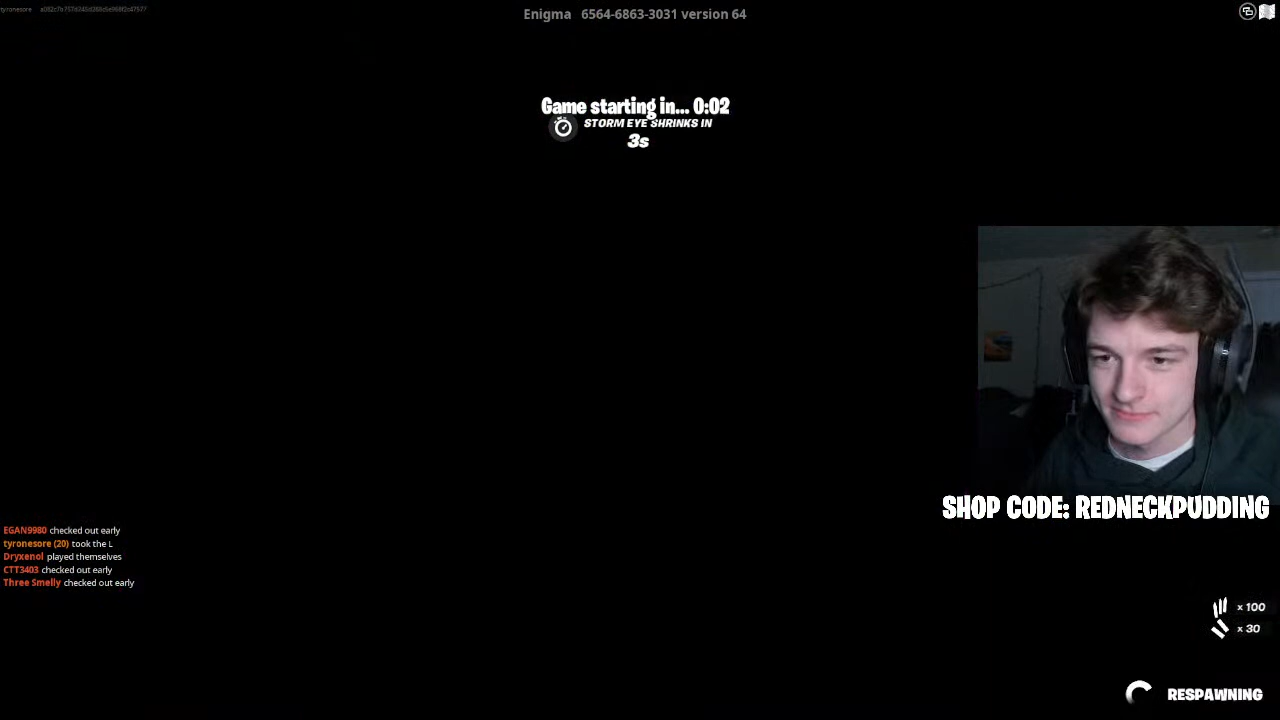 tyronesore
Enigma 6564-6863-3031 version 64
Game starting in... 0:02
STORM EYE SHRINKS IN
3s
SHOP CODE: REDNECKPUDDING
EGAN9980 checked out early
tyronesore (20) took the L
Dryxenol played themselves
CTT3403 checked out early
Three Smelly checked out early
x 100
x 30
RESPAWNING